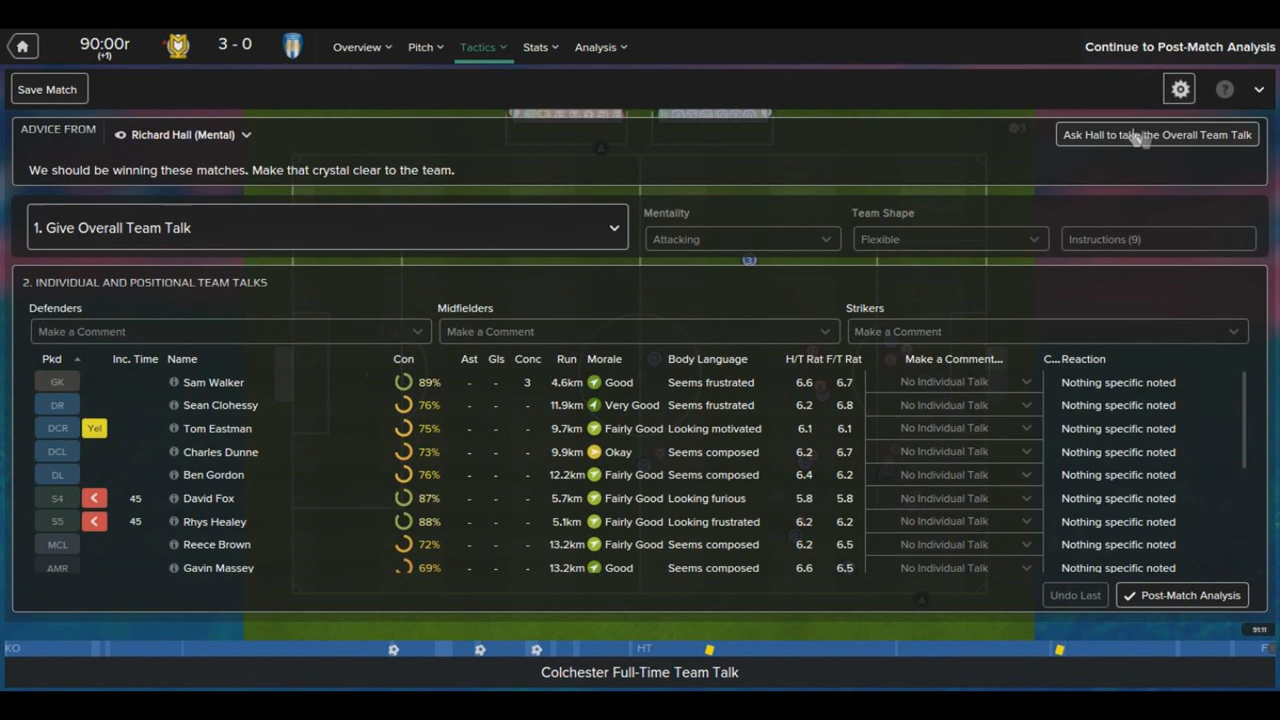 90:00r 3 - 0 Overview Pitch Tactics Stats Analysis Continue to Post-Match Analysis
(+1)
Save Match ?
ADVICE FROM Richard Hall (Mental) Ask Hall to take the Overall Team Talk
We should be winning these matches. Make that crystal clear to the team.
Mentality Team Shape
1. Give Overall Team Talk Attacking Flexible Instructions (9)
2. INDIVIDUAL AND POSITIONAL TEAM TALKS
Defenders Midfielders Strikers
Make a Comment Make a Comment Make a Comment
Pkd Inc. Time Name Con Ast Gls Conc Run Morale Body Language H/T Rat F/T Rat Make a Comment... C... Reaction
GK Sam Walker 89% - - 3 4.6km Good Seems frustrated 6.6 6.7 No Individual Talk Nothing specific noted
DR Sean Clohessy 76% - - - 11.9km Very Good Seems frustrated 6.2 6.8 No Individual Talk Nothing specific noted
DCR Yel Tom Eastman 75% - - - 9.7km Fairly Good Looking motivated 6.1 6.1 No Individual Talk Nothing specific noted
DCL Charles Dunne 73% - - - 9.9km Okay Seems composed 6.2 6.7 No Individual Talk Nothing specific noted
DL Ben Gordon 76% - - - 12.2km Fairly Good Seems composed 6.4 6.2 No Individual Talk Nothing specific noted
S4 45 David Fox 87% - - - 5.7km Fairly Good Looking furious 5.8 5.8 No Individual Talk Nothing specific noted
S5 45 Rhys Healey 88% - - - 5.1km Fairly Good Looking frustrated 6.2 6.2 No Individual Talk Nothing specific noted
MCL Reece Brown 72% - - - 13.2km Fairly Good Seems composed 6.2 6.5 No Individual Talk Nothing specific noted
AMR Gavin Massey 69% - - - 13.2km Good Seems composed 6.6 6.5 No Individual Talk Nothing specific noted
Undo Last Post-Match Analysis
91:11
KO HT
Colchester Full-Time Team Talk